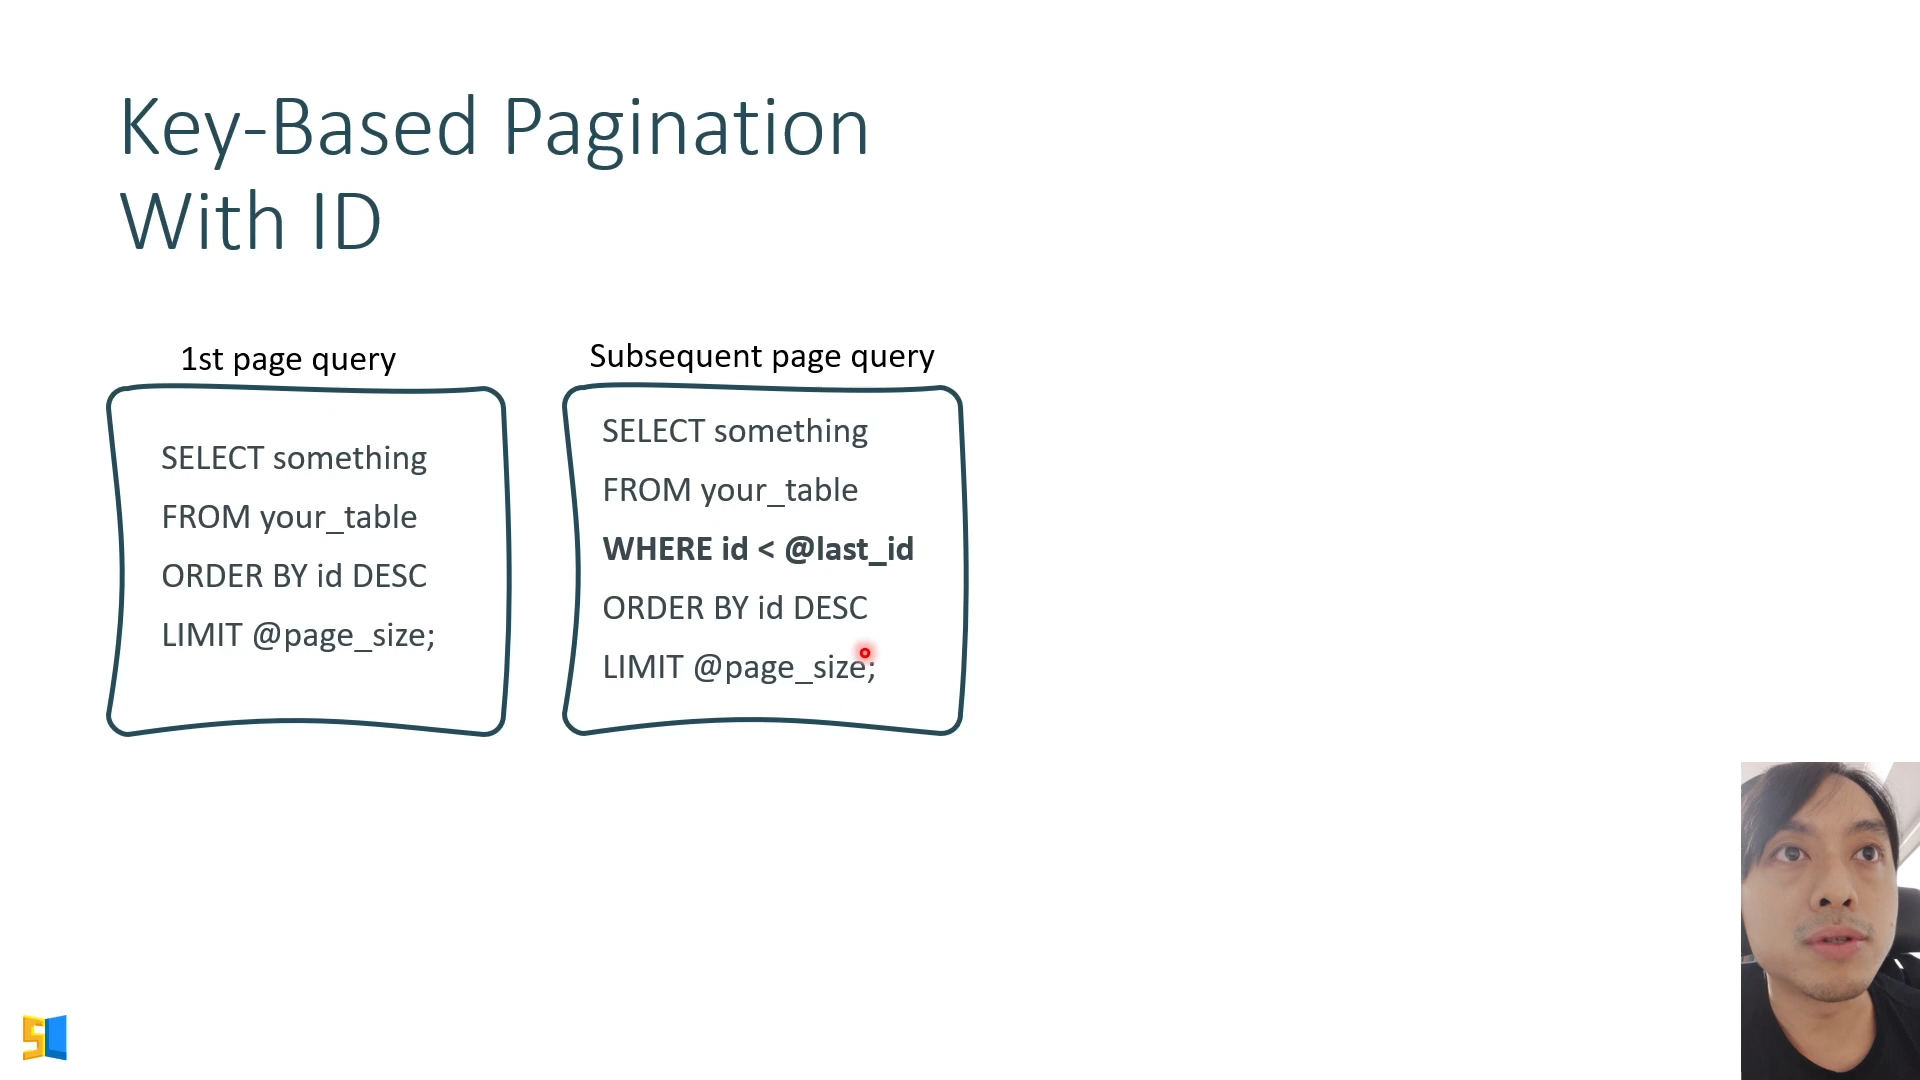 Key-Based Pagination
With ID
1st page query
SELECT something
FROM your_table
ORDER BY id DESC
LIMIT @page_size;
Subsequent page query
SELECT something
FROM your_table
WHERE id < @last_id
ORDER BY id DESC
LIMIT @page_size;